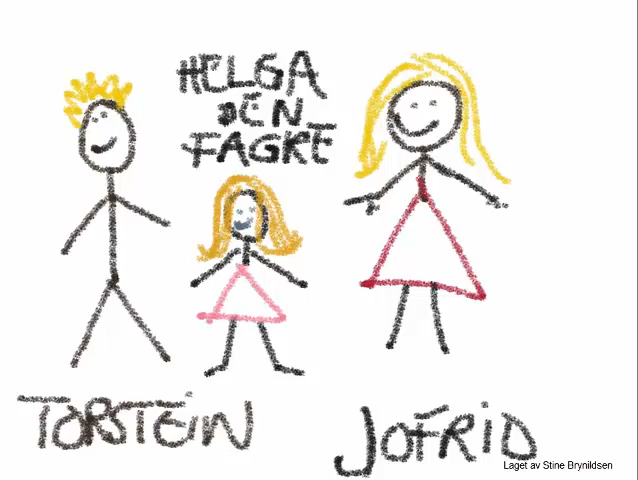 HELGA
DEN
FAGRE
TORSTEIN
JOFRID
Laget av Stine Brynildsen